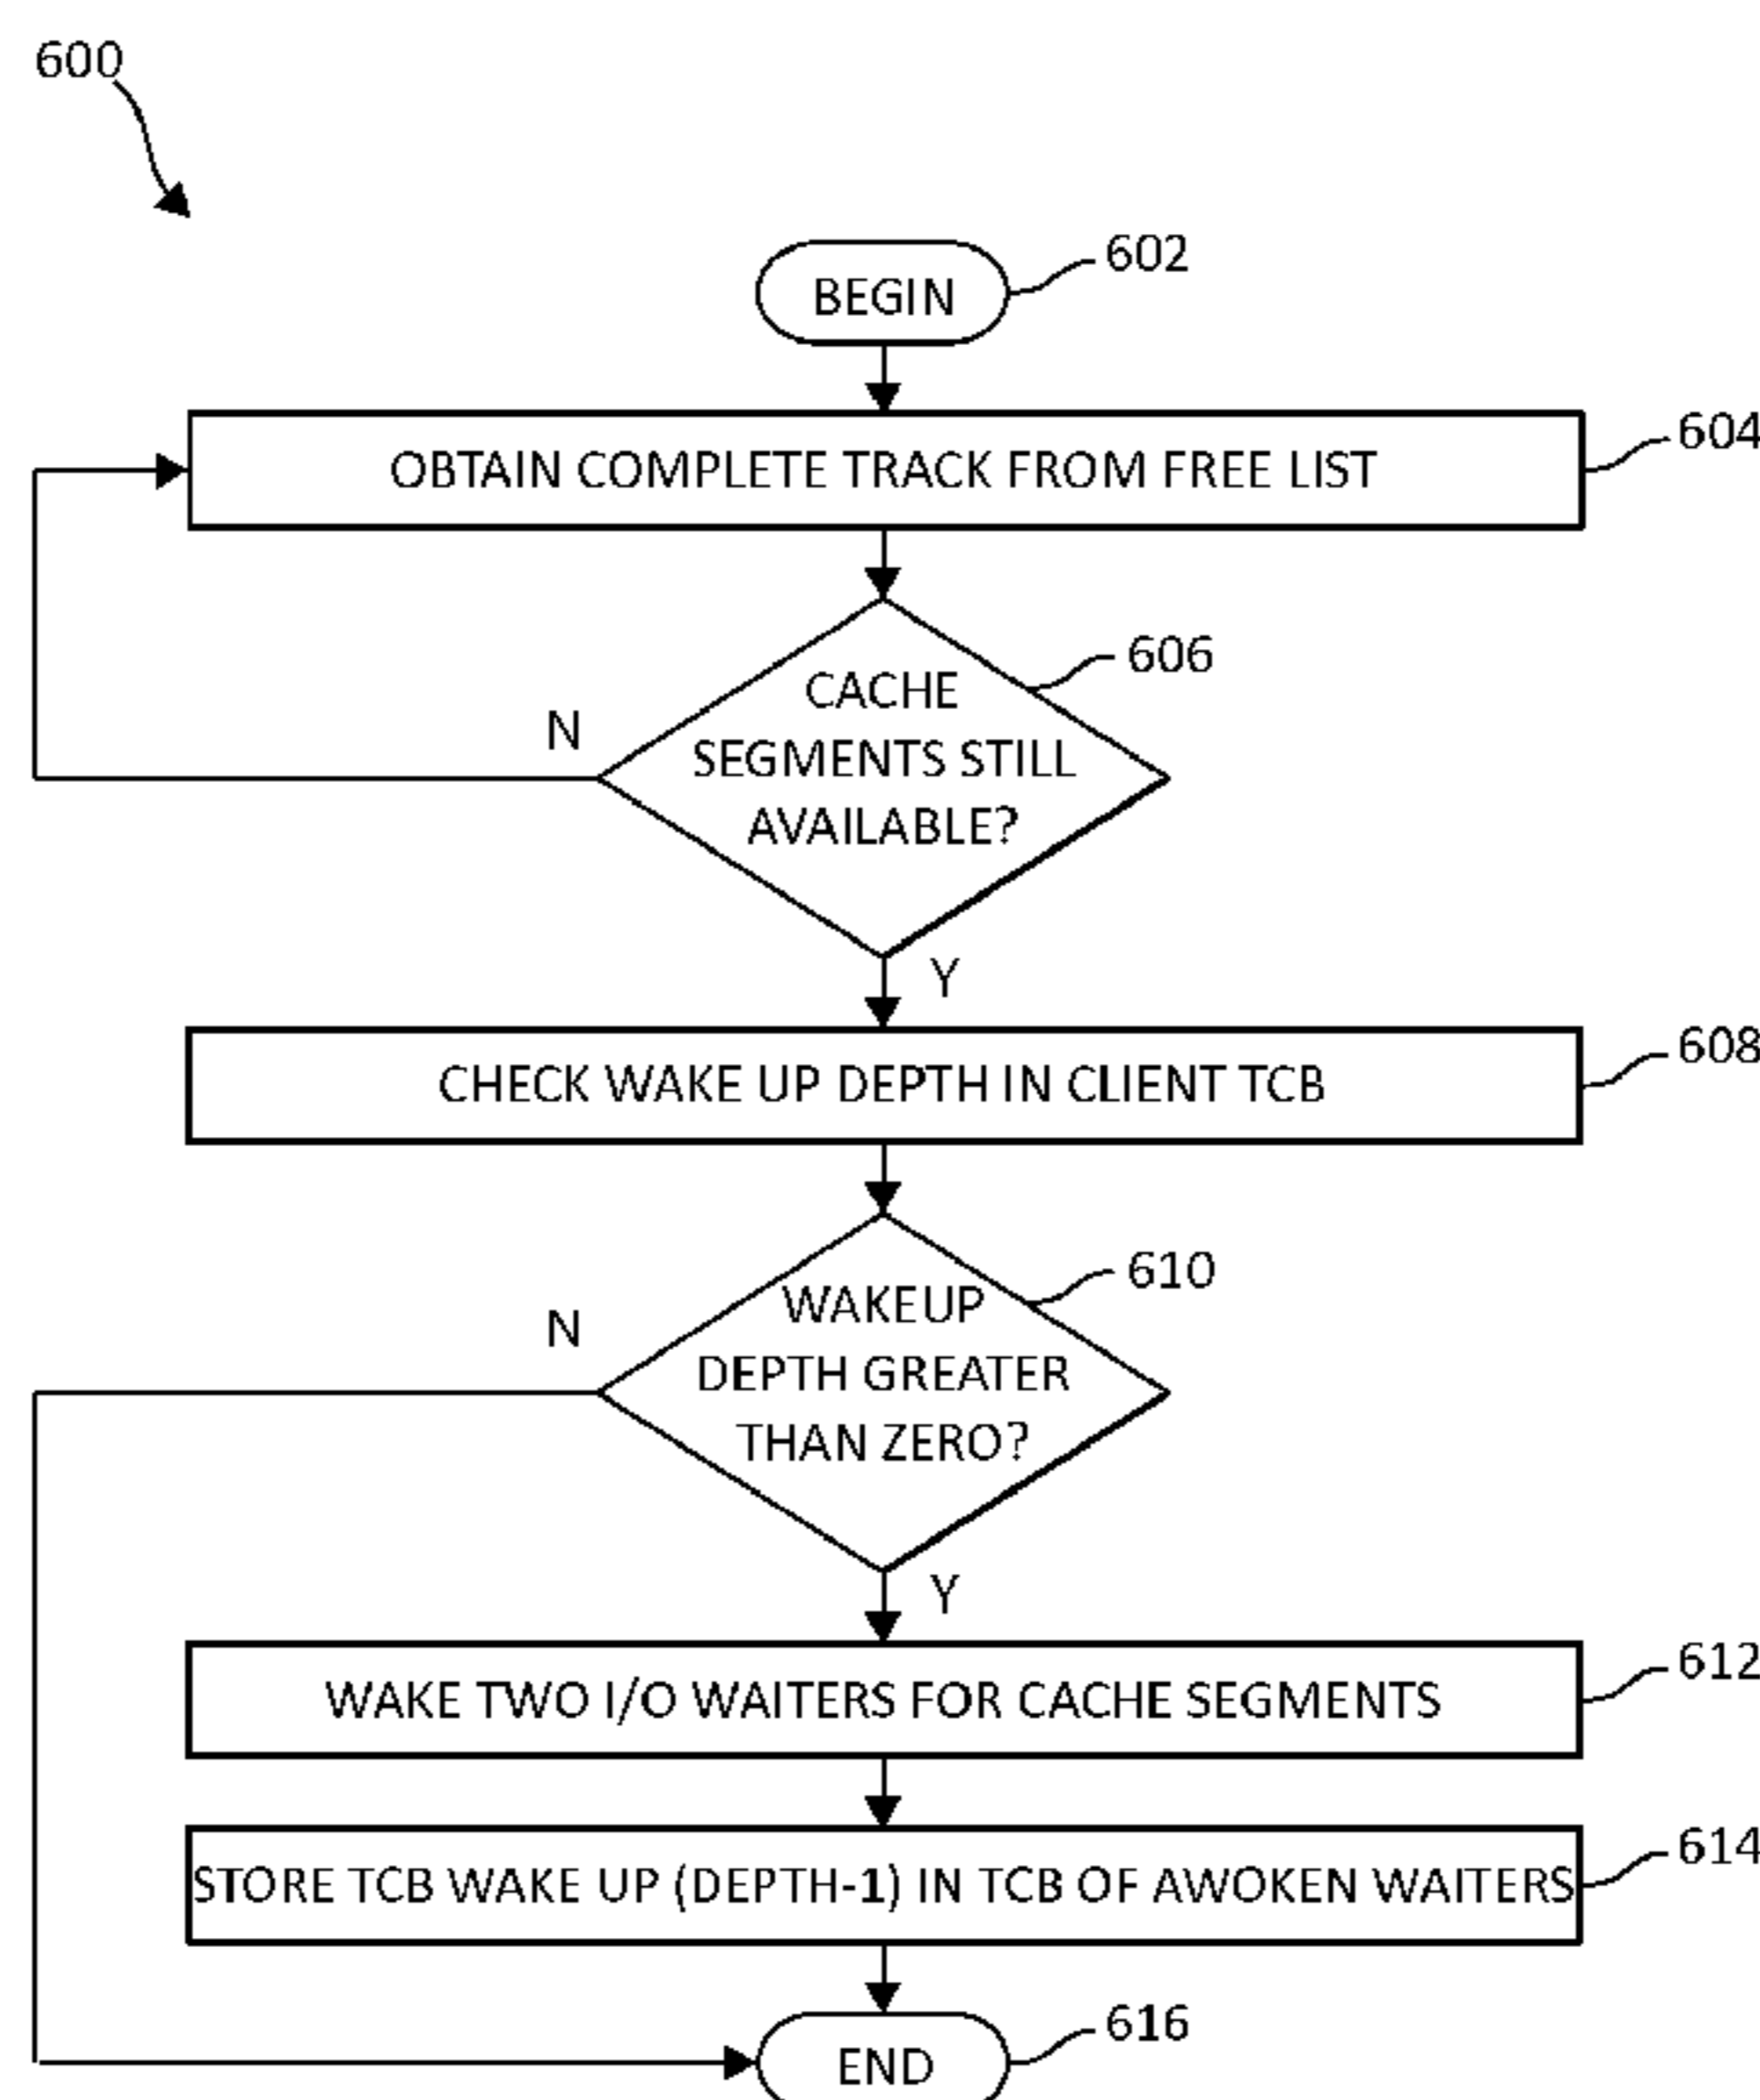 600
602
BEGIN
604
OBTAIN COMPLETE TRACK FROM FREE LIST
606
CACHE
SEGMENTS STILL
AVAILABLE?
N
Y
608
CHECK WAKE UP DEPTH IN CLIENT TCB
610
WAKEUP
DEPTH GREATER
THAN ZERO?
N
Y
612
WAKE TWO I/O WAITERS FOR CACHE SEGMENTS
614
STORE TCB WAKE UP (DEPTH-1) IN TCB OF AWOKEN WAITERS
616
END